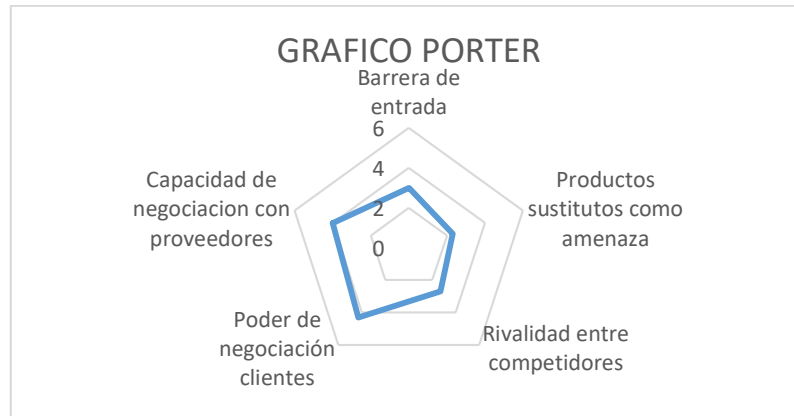 GRAFICO PORTER
Barrera de
entrada
6
4
2
0
Productos
sustitutos como
amenaza
Rivalidad entre
competidores
Poder de
negociación
clientes
Capacidad de
negociacion con
proveedores